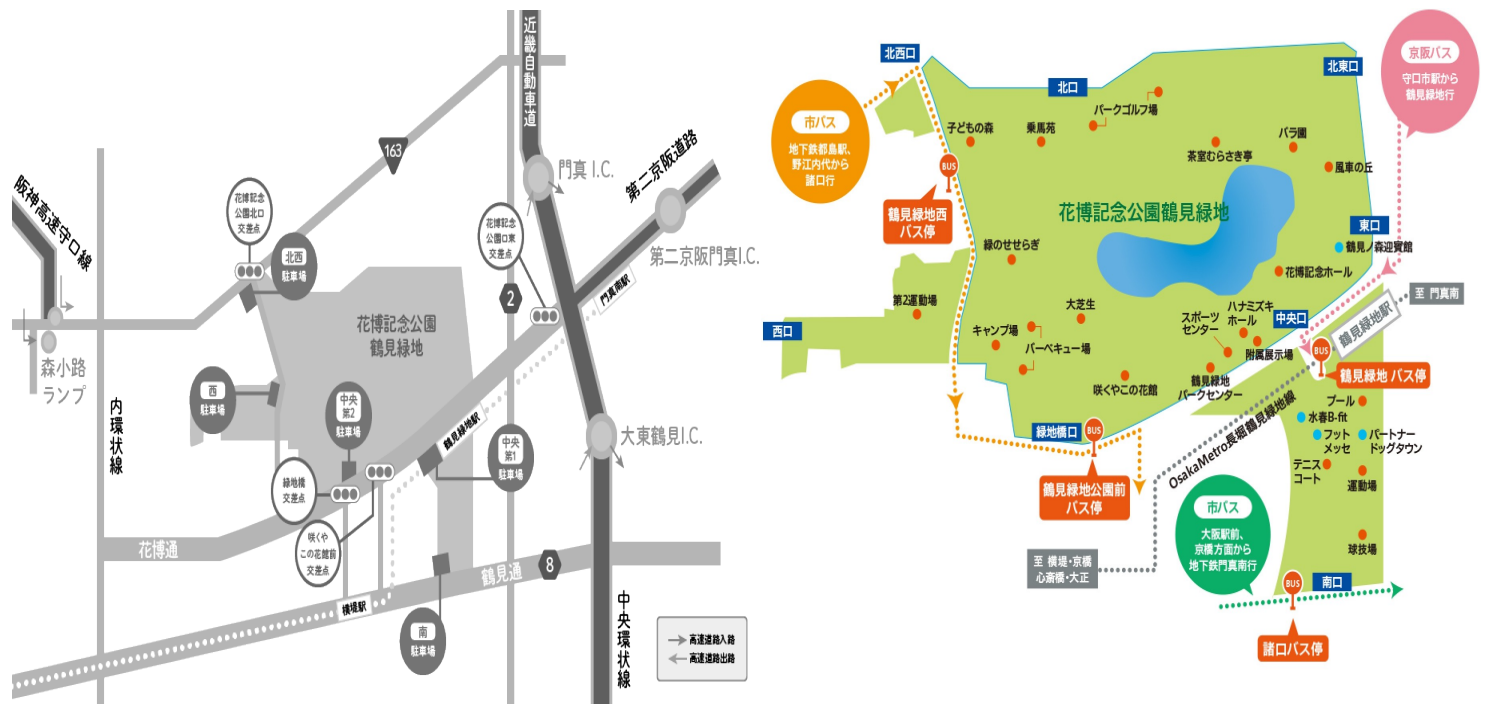 近畿自動車道
163
門真 I.C.
第二京阪道路
阪神高速守口線
花博記念
公園北口
交差点
花博記念
公園口東
交差点
北西
駐車場
第二京阪門真I.C.
門真南駅
2
花博記念公園
鶴見緑地
森小路
ランプ
西
駐車場
中央
第2
駐車場
鶴見緑地駅
大東鶴見I.C.
内環状線
中央
第1
駐車場
緑地橋
交差点
咲くや
この花館前
交差点
花博通
鶴見通
8
横堤駅
南
駐車場
中央環状線
高速道路入路
高速道路出路
北西口
北口
北東口
京阪バス
守口市駅から
鶴見緑地行
市バス
地下鉄都島駅、
野江内代から
諸口行
パークゴルフ場
子どもの森
乗馬苑
茶室むらさき亭
バラ園
風車の丘
BUS
鶴見緑地西
バス停
花博記念公園鶴見緑地
東口
鶴見ノ森迎賓館
緑のせせらぎ
花博記念ホール
第2運動場
大芝生
ハナミズキ
ホール
スポーツ
センター
中央口
至 門真南
鶴見緑地駅
西口
キャンプ場
バーベキュー場
附属展示場
BUS
鶴見緑地 バス停
咲くやこの花館
鶴見緑地
パークセンター
プール
水春B-fit
フット
メッセ
パートナー
ドッグタウン
OsakaMetro長堀鶴見緑地線
緑地橋口
BUS
テニス
コート
運動場
鶴見緑地公園前
バス停
市バス
大阪駅前、
京橋方面から
地下鉄門真南行
球技場
至 横堤・京橋
心斎橋・大正
BUS
南口
諸口バス停